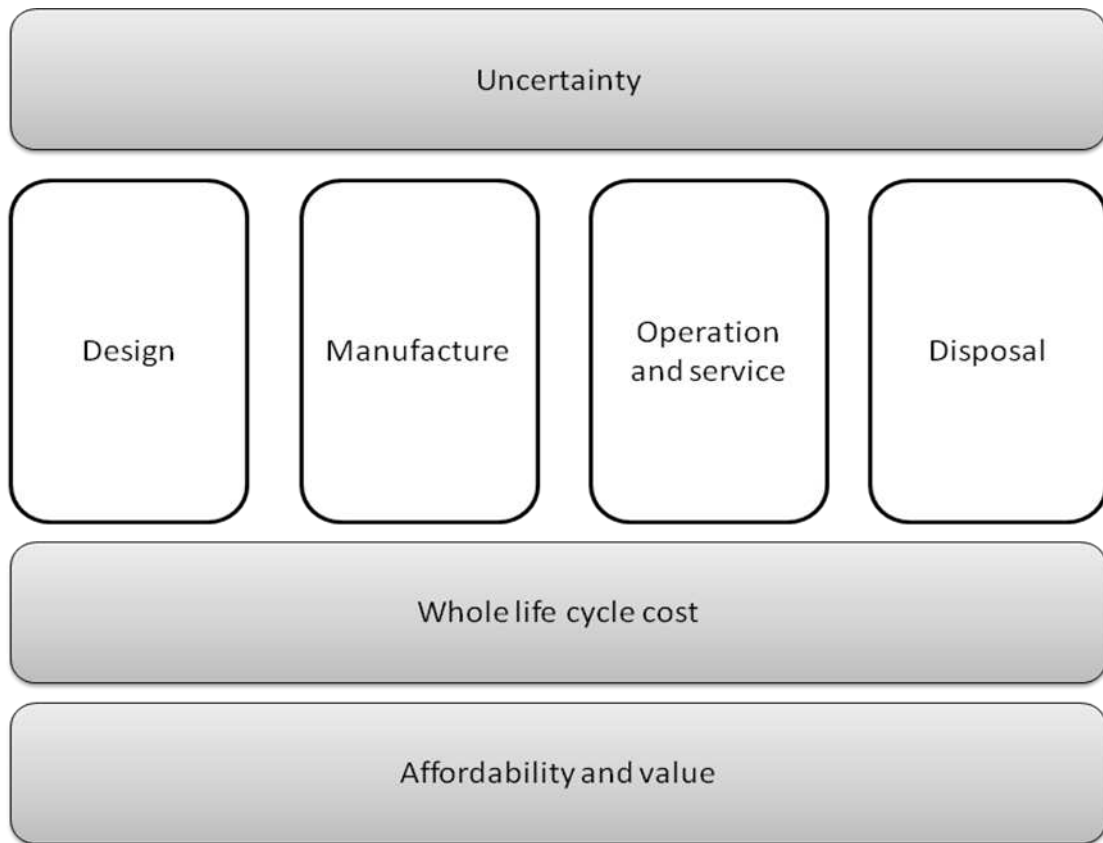 Uncertainty
Design
Manufacture
Operation
and service
Disposal
Whole life cycle cost
Affordability and value